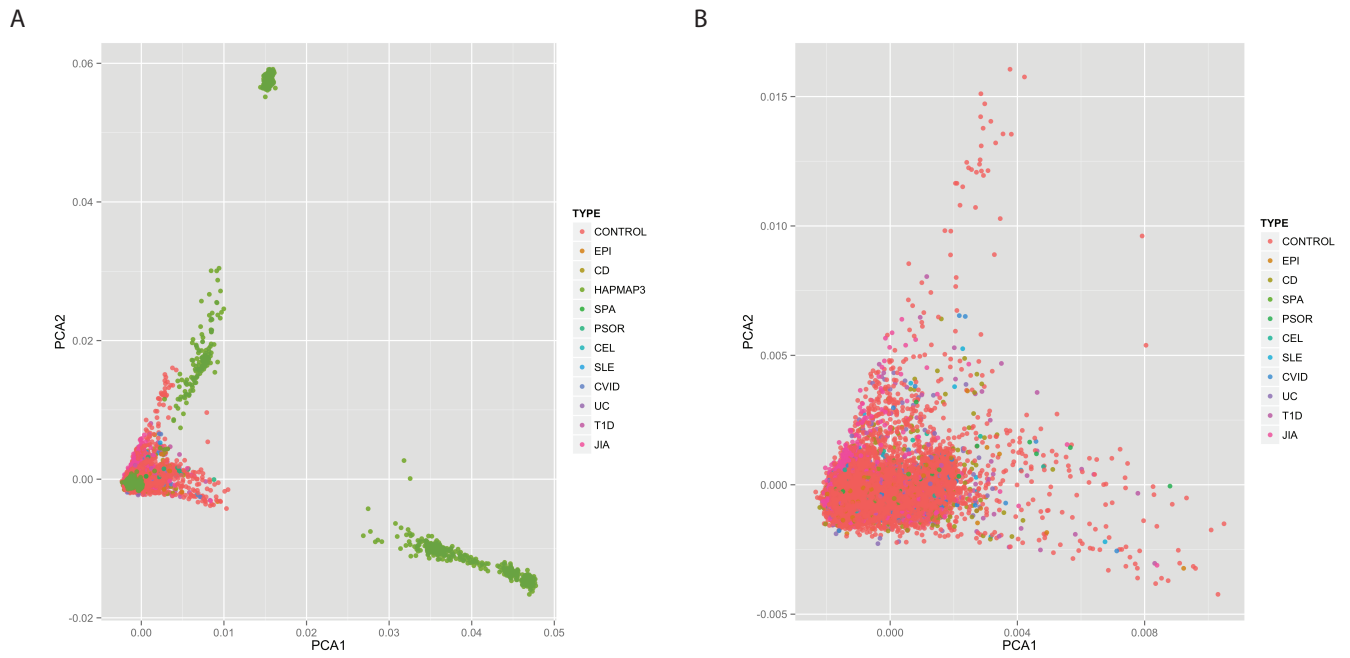 A
0.06
0.04
0.02
0.00
-0.02
PCA2
0.00
0.01
0.02
0.03
0.04
0.05
PCA1
TYPE
CONTROL
EPI
CD
HAPMAP3
SPA
PSOR
CEL
SLE
CVID
UC
T1D
JIA
B
0.015
0.010
0.005
0.000
-0.005
PCA2
0.000
0.004
0.008
PCA1
TYPE
CONTROL
EPI
CD
SPA
PSOR
CEL
SLE
CVID
UC
T1D
JIA